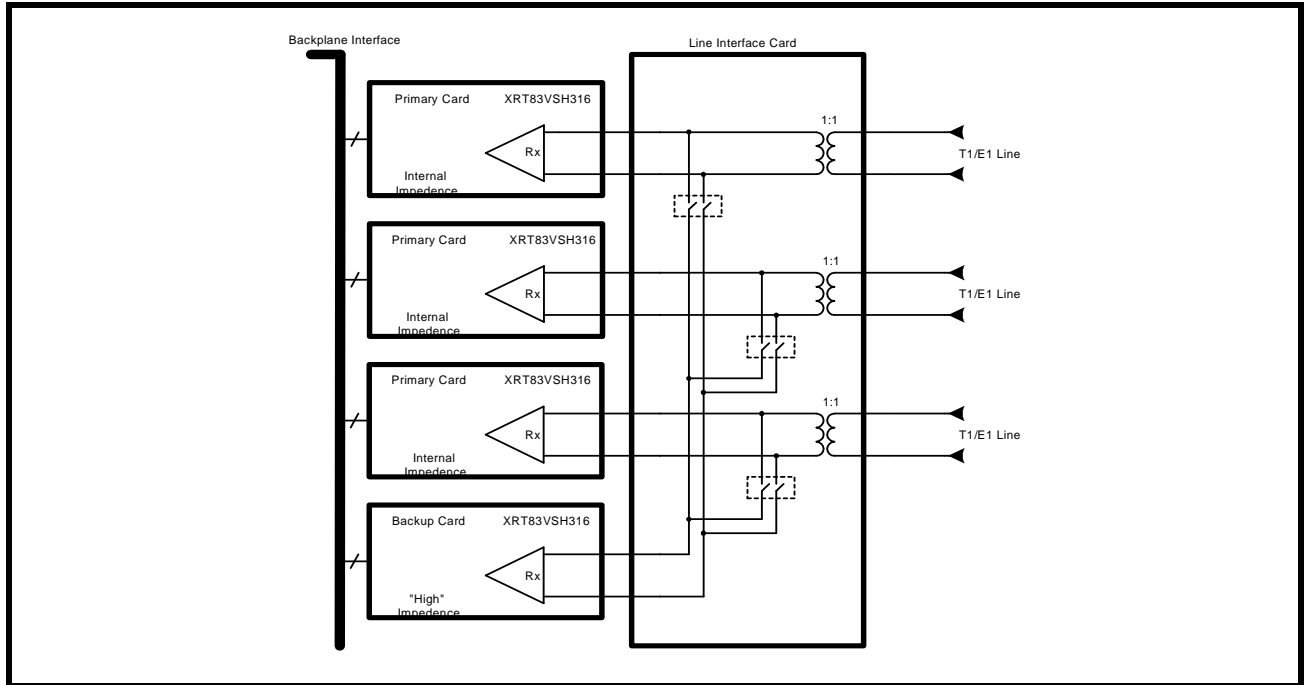 Backplane Interface
Line Interface Card
Primary Card XRT83VSH316
Rx
Internal
Impedence
1:1
T1/E1 Line
Primary Card XRT83VSH316
Rx
Internal
Impedence
1:1
T1/E1 Line
Primary Card XRT83VSH316
Rx
Internal
Impedence
1:1
T1/E1 Line
Backup Card XRT83VSH316
Rx
"High"
Impedence